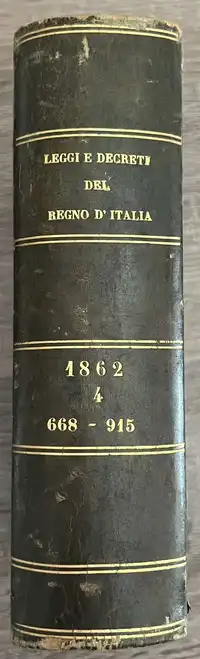 LEGGI E DECRETI
DEL
REGNO D'ITALIA
1862
4
668 - 915